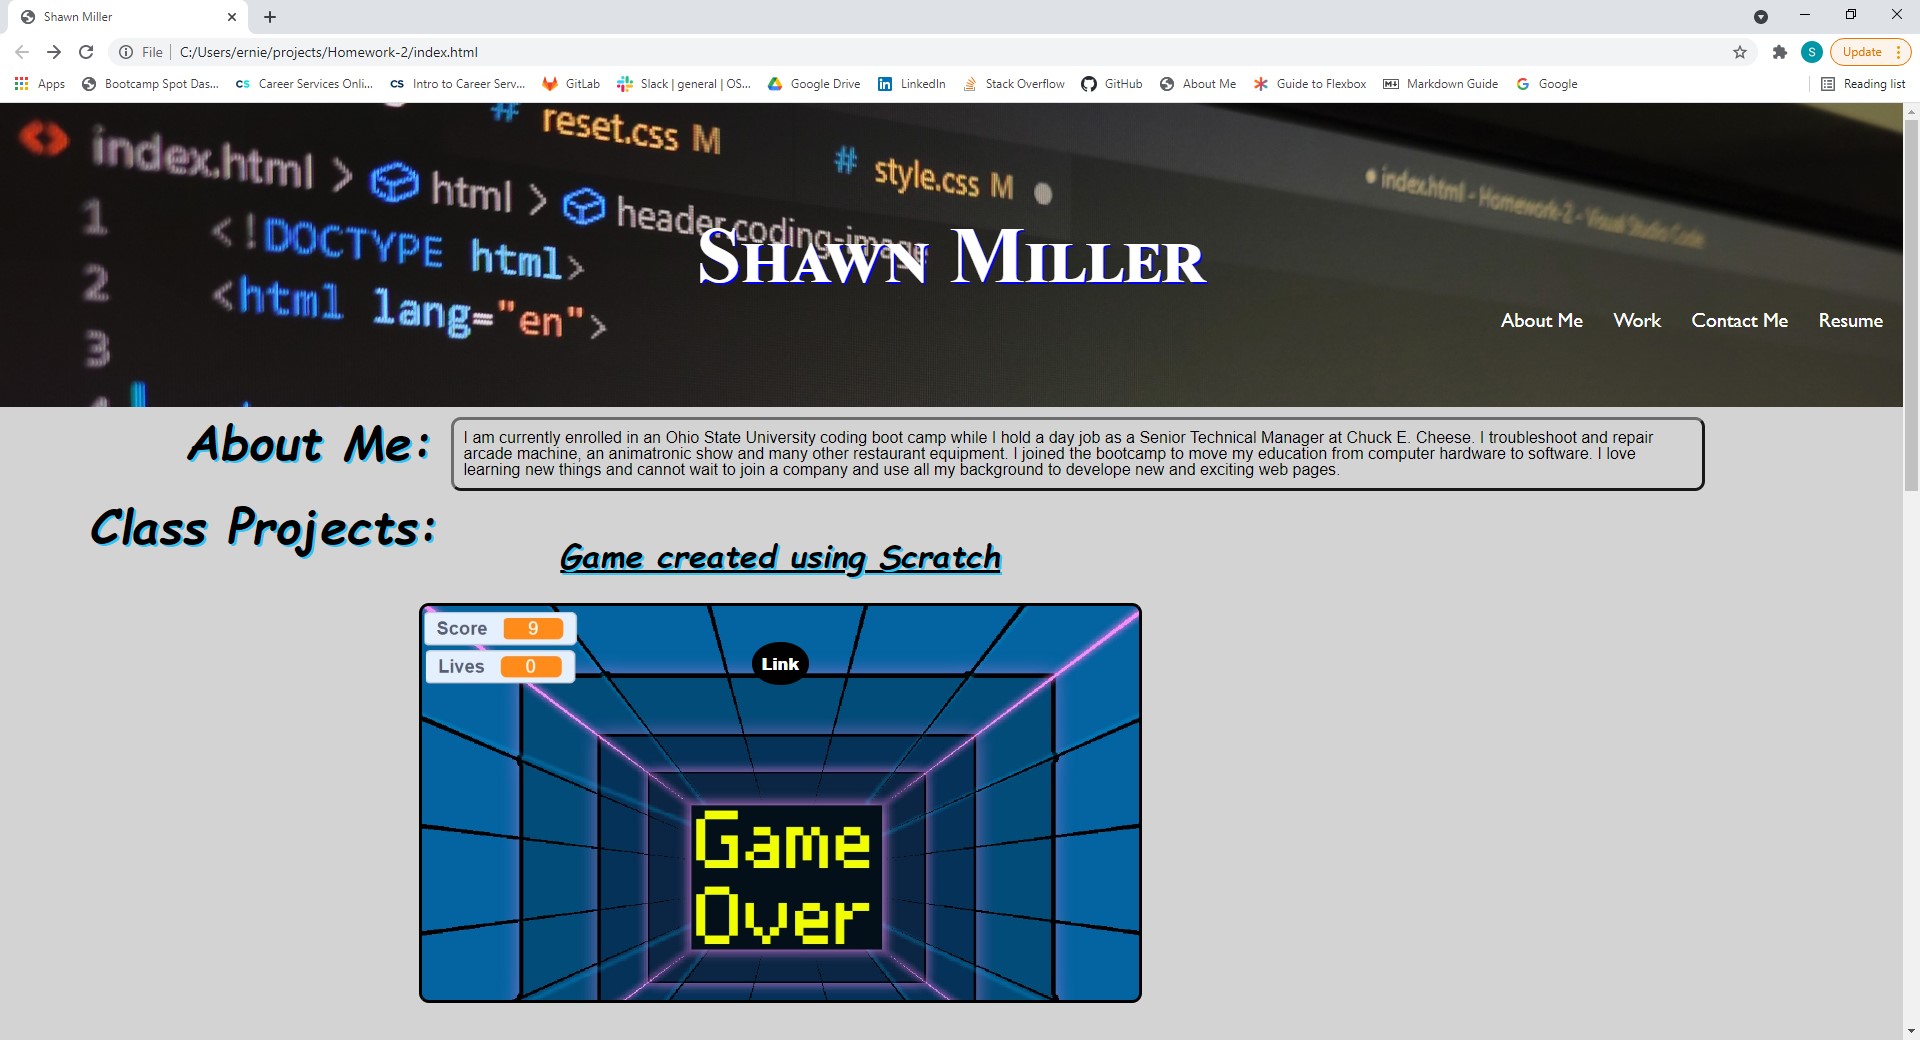 Shawn Miller
File
C:/Users/ernie/projects/Homework-2/index.html
S
Update
Apps
Bootcamp Spot Das...
CS Career Services Onli...
CS Intro to Career Serv...
GitLab
Slack | general | OS...
Google Drive
LinkedIn
Stack Overflow
GitHub
About Me
Guide to Flexbox
Markdown Guide
Google
Reading list
# reset.css M
# style.css M
index.html > html > header.coding-image
index.html - Homework-2 - Visual Studio Code
1 <!DOCTYPE html>
2 <html lang="en">
3
4
Shawn Miller
About Me Work Contact Me Resume
About Me:
I am currently enrolled in an Ohio State University coding boot camp while I hold a day job as a Senior Technical Manager at Chuck E. Cheese. I troubleshoot and repair
arcade machine, an animatronic show and many other restaurant equipment. I joined the bootcamp to move my education from computer hardware to software. I love
learning new things and cannot wait to join a company and use all my background to develope new and exciting web pages.
Class Projects:
Game created using Scratch
Score 9
Lives 0
Link
Game
Over